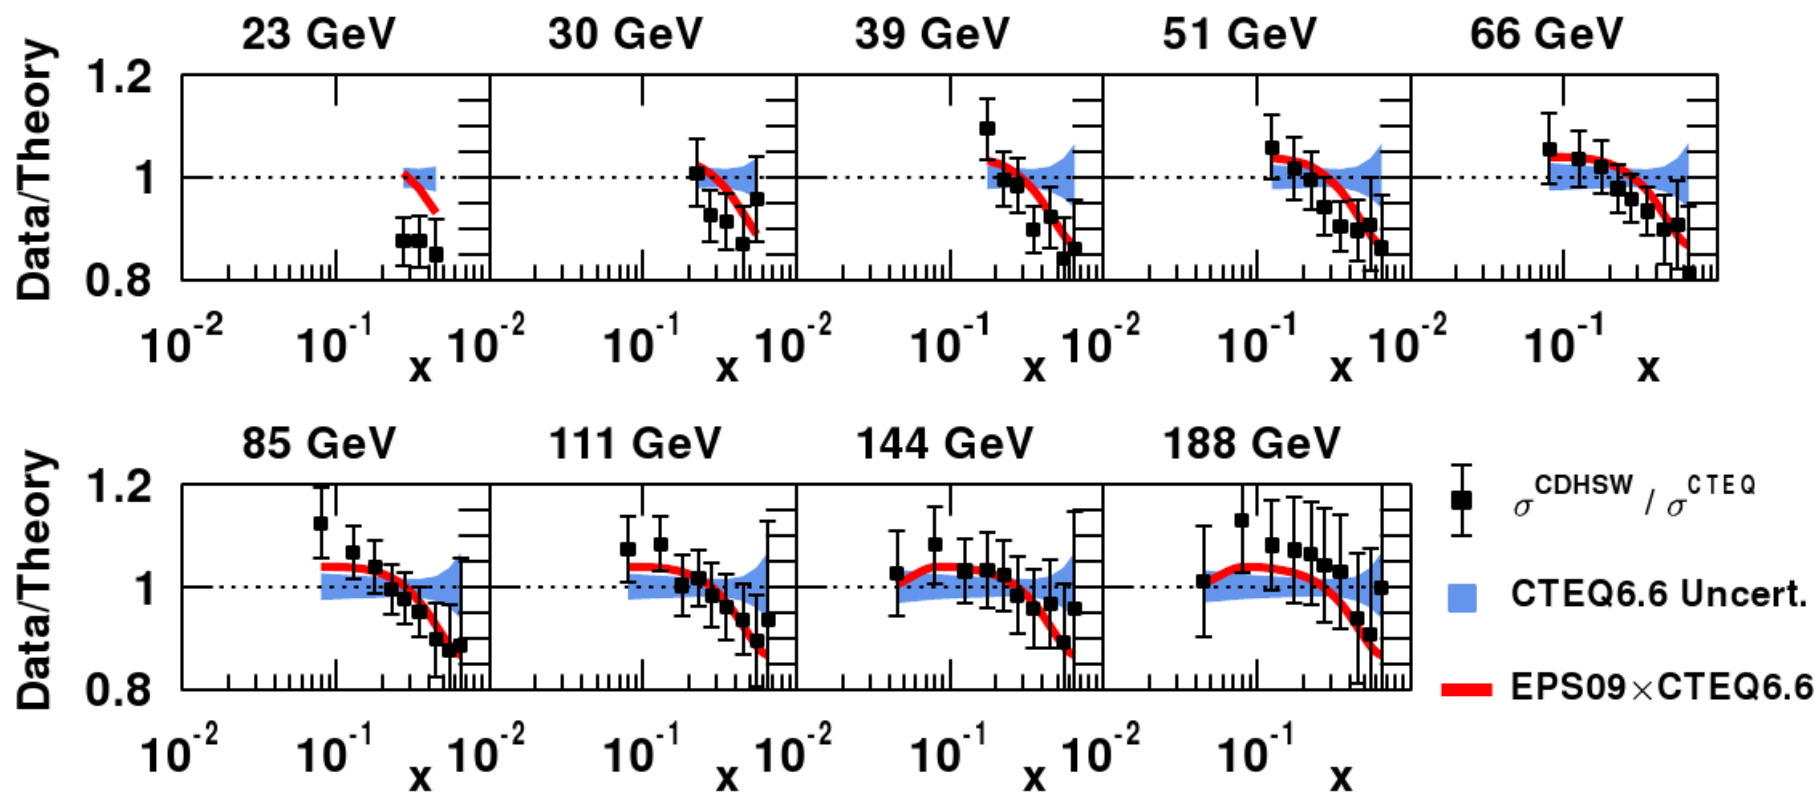 23 GeV 30 GeV 39 GeV 51 GeV 66 GeV
Data/Theory
1.2
1
0.8
10^-2 10^-1 10^-2 10^-1 10^-2 10^-1 10^-2 10^-1 10^-2 10^-1
x x x x x
85 GeV 111 GeV 144 GeV 188 GeV
Data/Theory
1.2
1
0.8
10^-2 10^-1 10^-2 10^-1 10^-2 10^-1 10^-2 10^-1
x x x x
σ^CDHSW / σ^CTEQ
CTEQ6.6 Uncert.
EPS09×CTEQ6.6